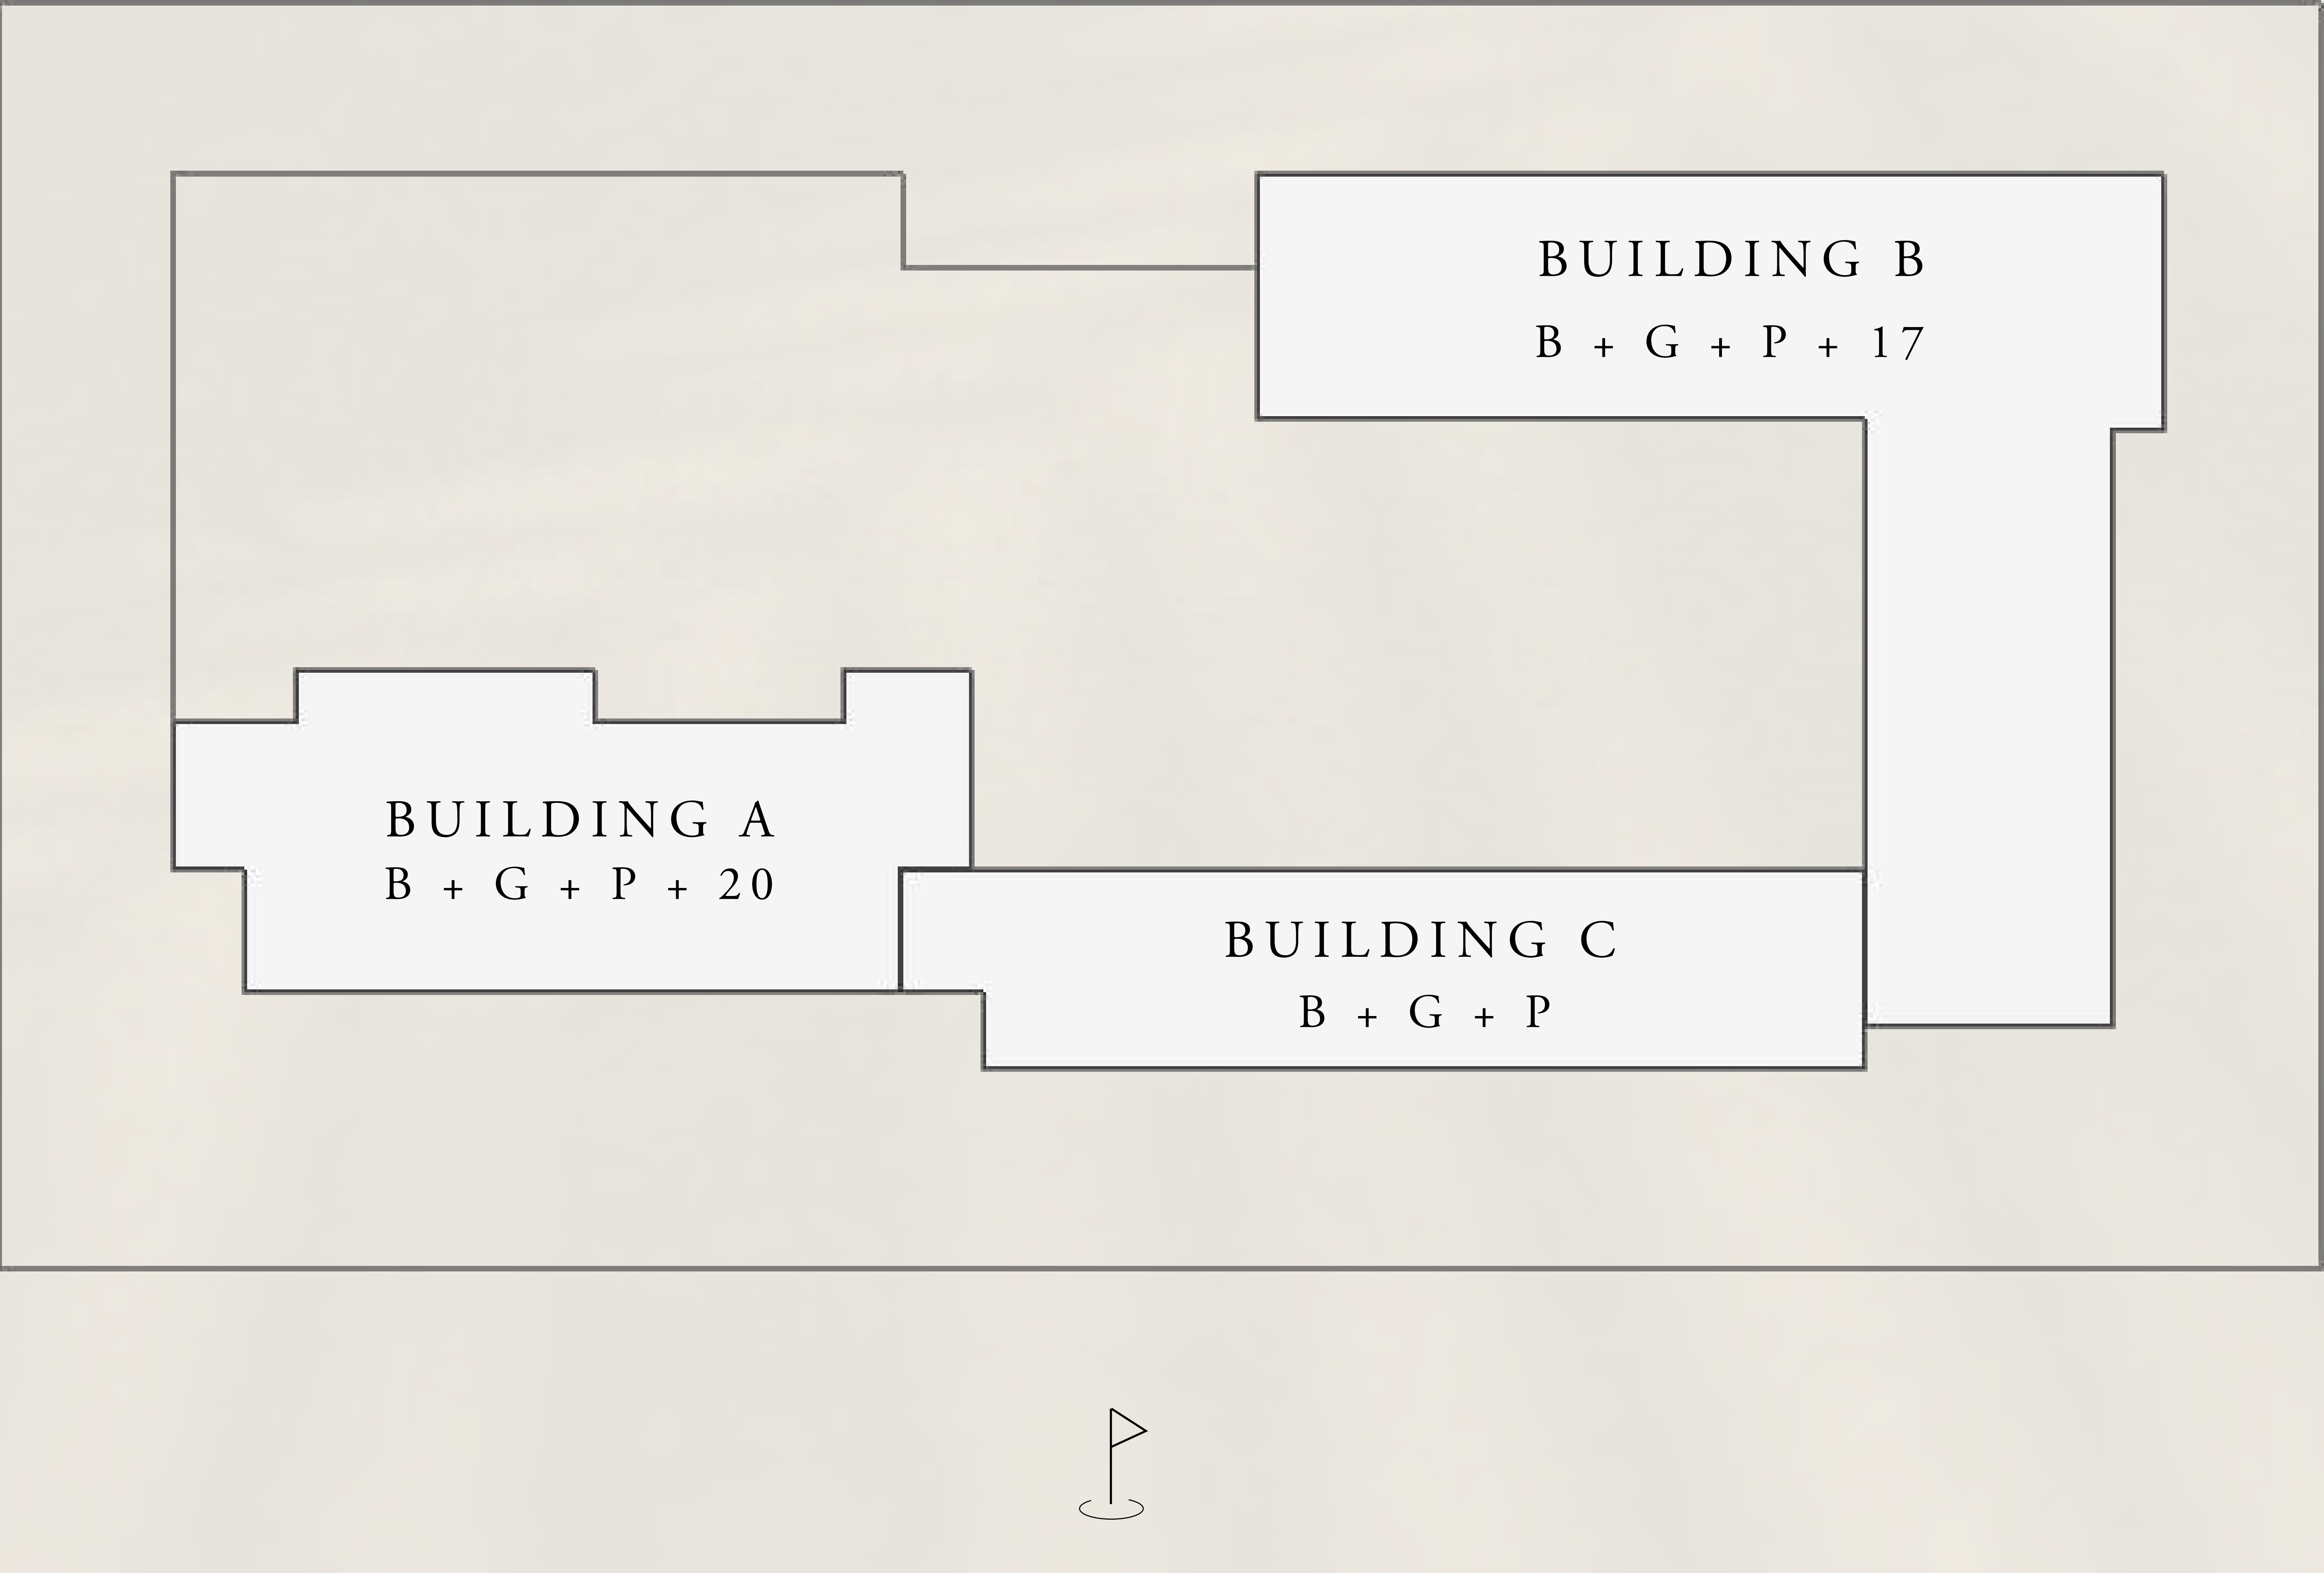 BUILDING B
B + G + P + 17
BUILDING A
B + G + P + 20
BUILDING C
B + G + P